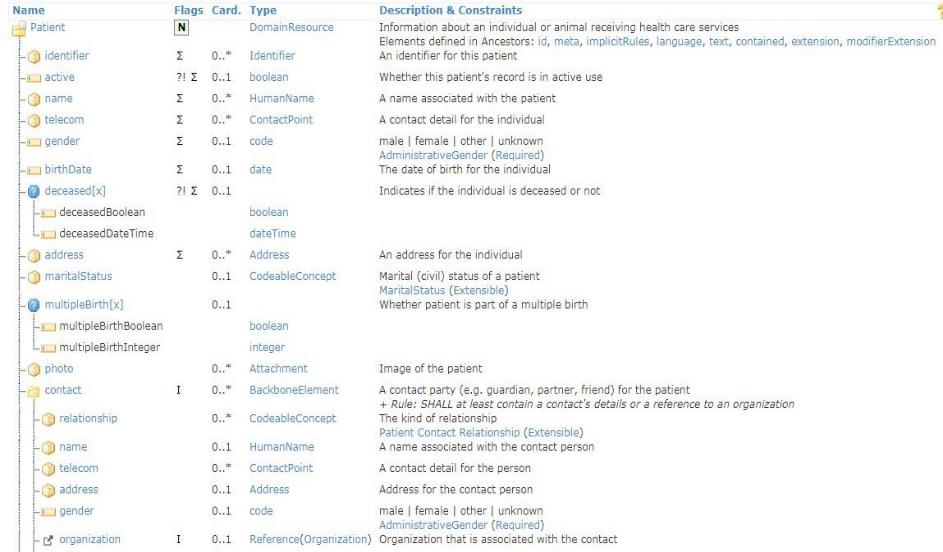 Name Flags Card. Type Description & Constraints
Patient N DomainResource Information about an individual or animal receiving health care services
Elements defined in Ancestors: id, meta, implicitRules, language, text, contained, extension, modifierExtension
identifier Σ 0..* Identifier An identifier for this patient
active ?! Σ 0..1 boolean Whether this patient's record is in active use
name Σ 0..* HumanName A name associated with the patient
telecom Σ 0..* ContactPoint A contact detail for the individual
gender Σ 0..1 code male | female | other | unknown
AdministrativeGender (Required)
birthDate Σ 0..1 date The date of birth for the individual
deceased[x] ?! Σ 0..1 Indicates if the individual is deceased or not
deceasedBoolean boolean
deceasedDateTime dateTime
address Σ 0..* Address An address for the individual
maritalStatus 0..1 CodeableConcept Marital (civil) status of a patient
MaritalStatus (Extensible)
multipleBirth[x] 0..1 Whether patient is part of a multiple birth
multipleBirthBoolean boolean
multipleBirthInteger integer
photo 0..* Attachment Image of the patient
contact I 0..* BackboneElement A contact party (e.g. guardian, partner, friend) for the patient
+ Rule: SHALL at least contain a contact's details or a reference to an organization
relationship 0..* CodeableConcept The kind of relationship
Patient Contact Relationship (Extensible)
name 0..1 HumanName A name associated with the contact person
telecom 0..* ContactPoint A contact detail for the person
address 0..1 Address Address for the contact person
gender 0..1 code male | female | other | unknown
AdministrativeGender (Required)
organization I 0..1 Reference(Organization) Organization that is associated with the contact